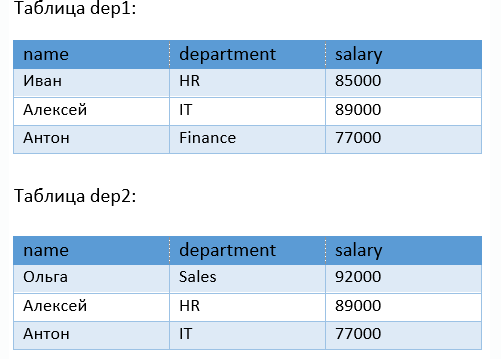 Таблица dep1:
name department salary
Иван HR 85000
Алексей IT 89000
Антон Finance 77000
Таблица dep2:
name department salary
Ольга Sales 92000
Алексей HR 89000
Антон IT 77000